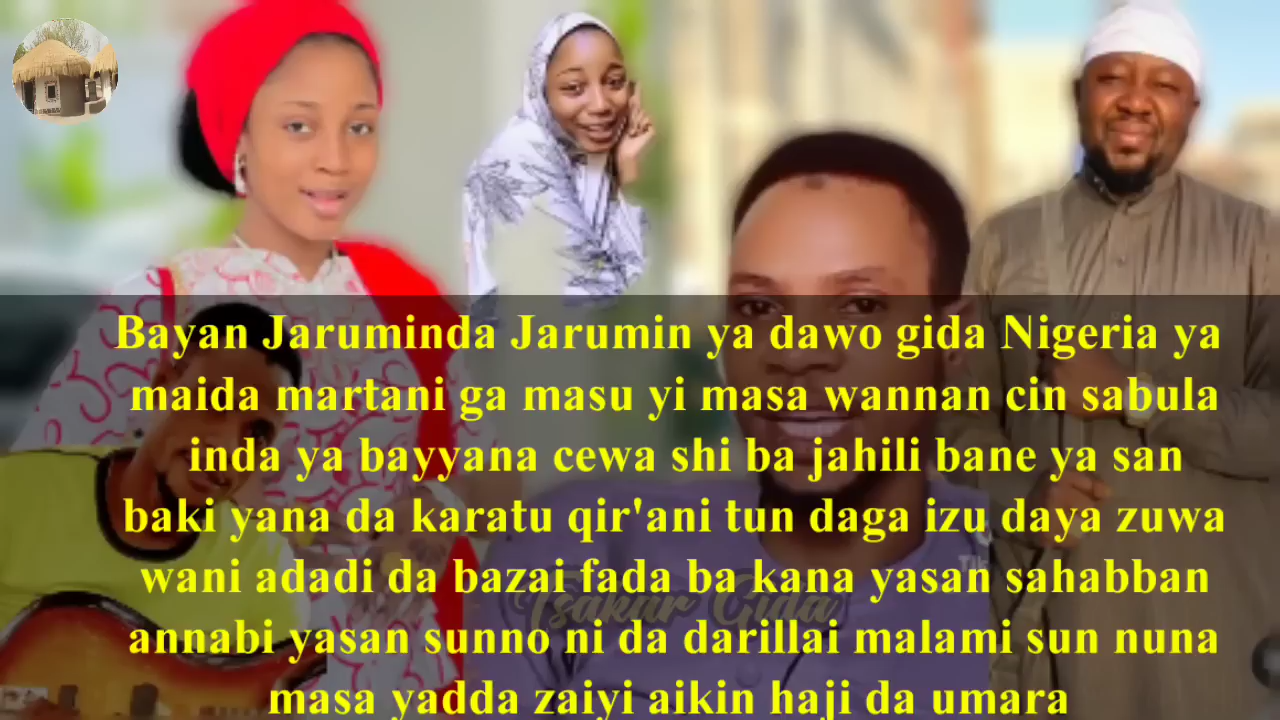 Bayan Jaruminda Jarumin ya dawo gida Nigeria ya
maida martani ga masu yi masa wannan cin sabula
inda ya bayyana cewa shi ba jahili bane ya san
baki yana da karatu qir'ani tun daga izu daya zuwa
wani adadi da bazai fada ba kana yasan sahabban
annabi yasan sunno ni da darillai malami sun nuna
masa yadda zaiyi aikin haji da umara
Tsakar Gida